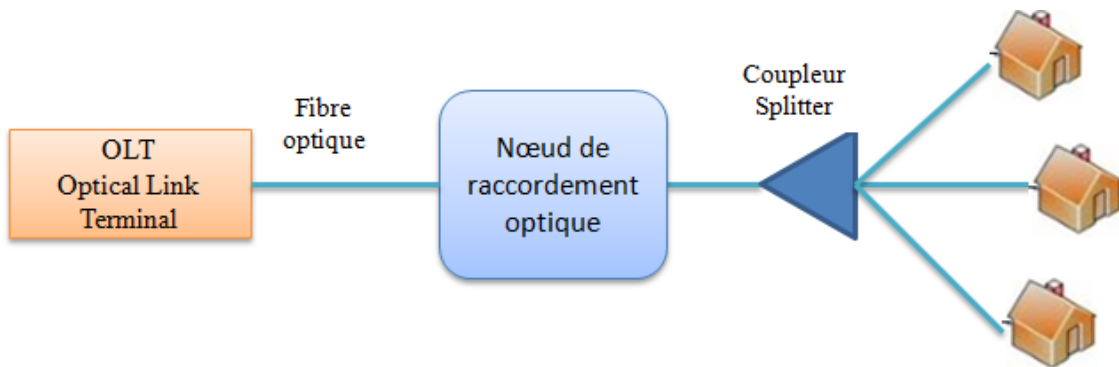 OLT
Optical Link
Terminal
Fibre
optique
Nœud de
raccordement
optique
Coupleur
Splitter